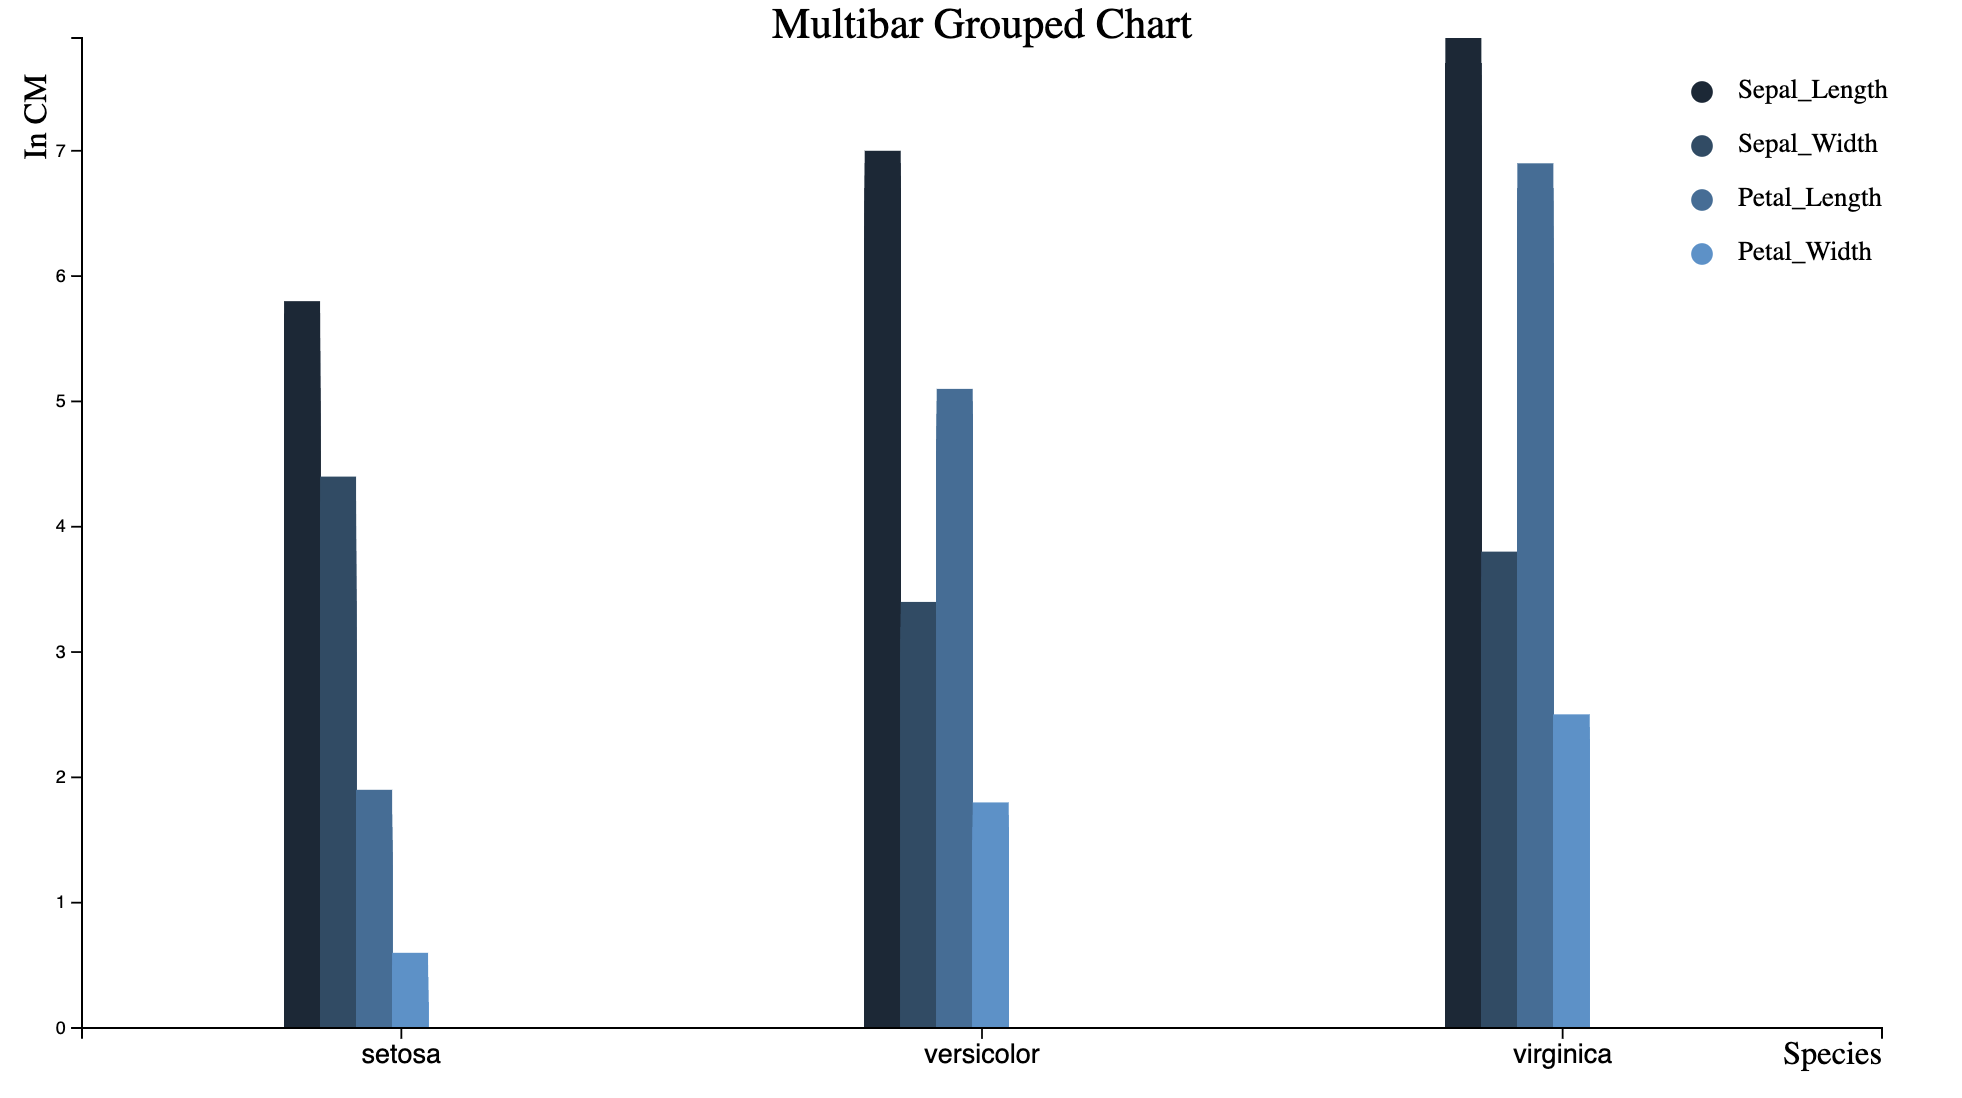 Multibar Grouped Chart
In CM
Sepal_Length
Sepal_Width
Petal_Length
Petal_Width
7
6
5
4
3
2
1
0
setosa
versicolor
virginica
Species